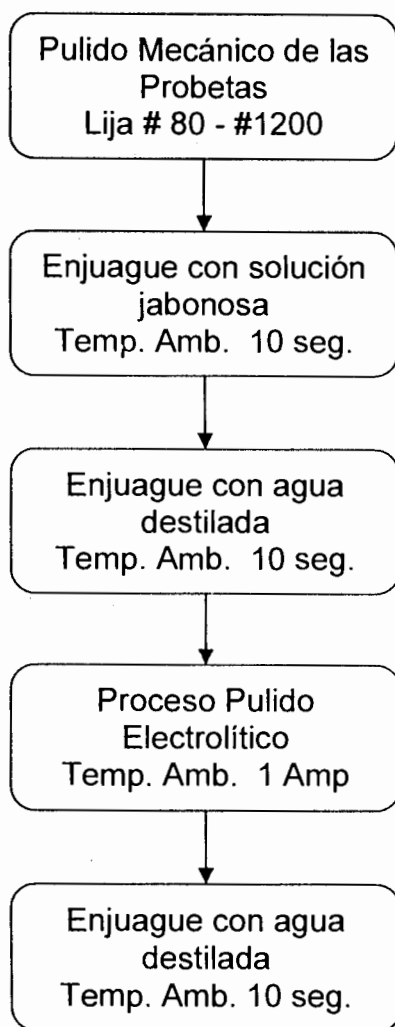 Pulido Mecánico de las
Probetas
Lija # 80 - #1200
Enjuague con solución
jabonosa
Temp. Amb. 10 seg.
Enjuague con agua
destilada
Temp. Amb. 10 seg.
Proceso Pulido
Electrolítico
Temp. Amb. 1 Amp
Enjuague con agua
destilada
Temp. Amb. 10 seg.